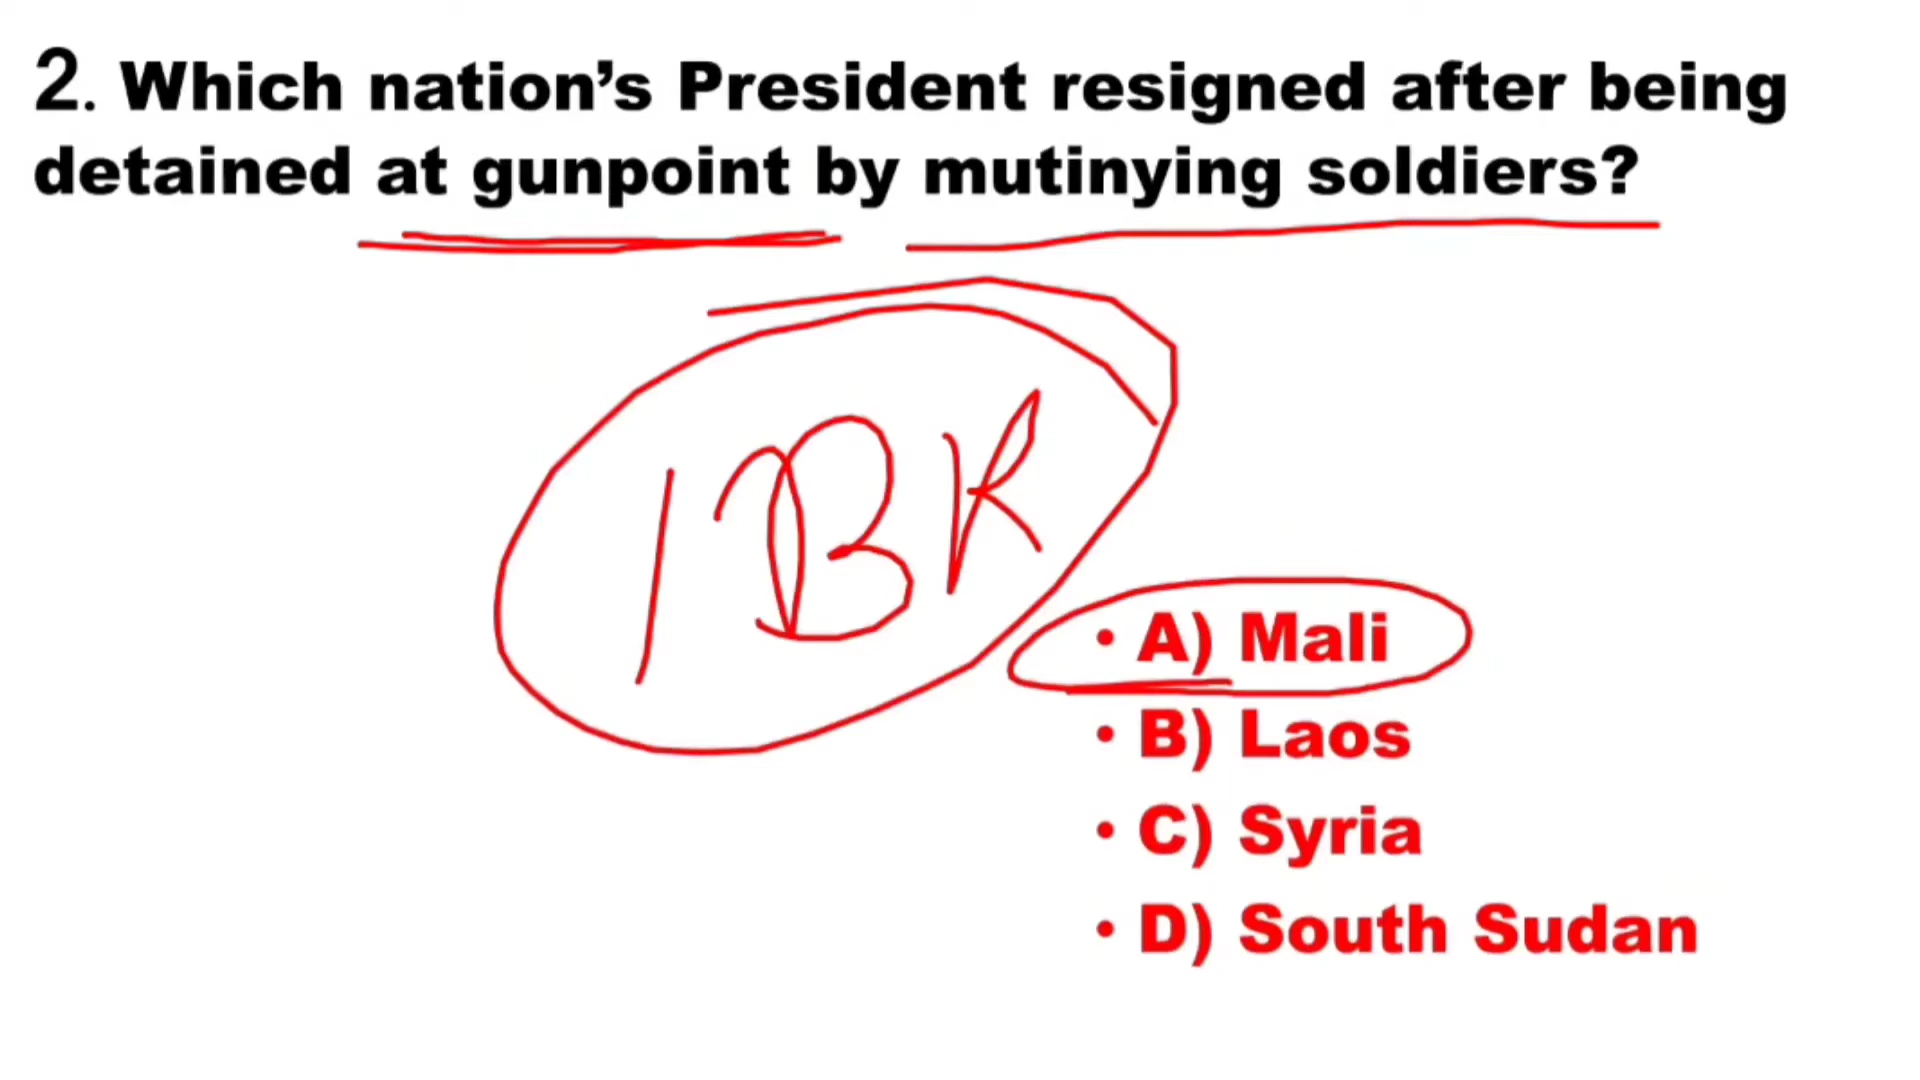 2. Which nation’s President resigned after being
detained at gunpoint by mutinying soldiers?
IBK
• A) Mali
• B) Laos
• C) Syria
• D) South Sudan